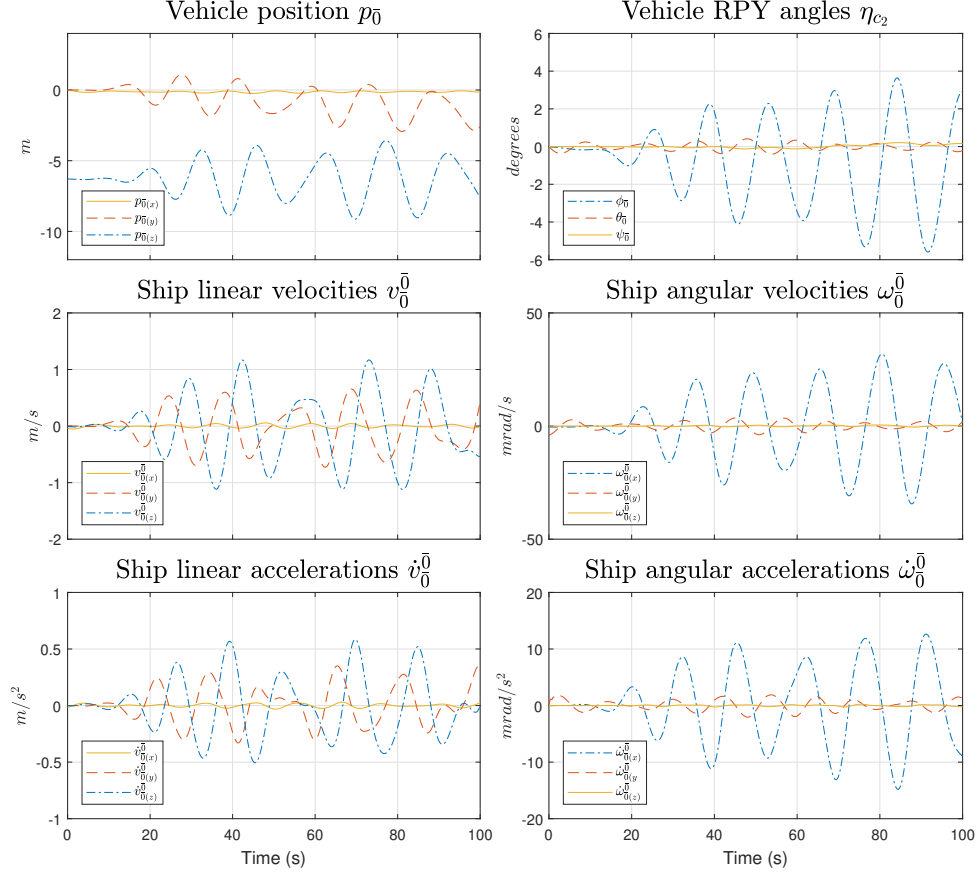 Vehicle position p_0̄
0
-5
-10
m
p_0̄(x)
p_0̄(y)
p_0̄(z)
Vehicle RPY angles η_c₂
6
4
2
0
-2
-4
-6
degrees
ϕ_0̄
θ_0̄
ψ_0̄
Ship linear velocities v_0̄^0̄
2
1
0
-1
-2
m/s
v_0̄(x)^0̄
v_0̄(y)^0̄
v_0̄(z)^0̄
Ship angular velocities ω_0̄^0̄
50
0
-50
mrad/s
ω_0̄(x)^0̄
ω_0̄(y)^0̄
ω_0̄(z)^0̄
Ship linear accelerations v̇_0̄^0̄
1
0.5
0
-0.5
-1
m/s²
v̇_0̄(x)^0̄
v̇_0̄(y)^0̄
v̇_0̄(z)^0̄
0 20 40 60 80 100
Time (s)
Ship angular accelerations ω̇_0̄^0̄
20
10
0
-10
-20
mrad/s²
ω̇_0̄(x)^0̄
ω̇_0̄(y^0̄
ω̇_0̄(z)^0̄
0 20 40 60 80 100
Time (s)